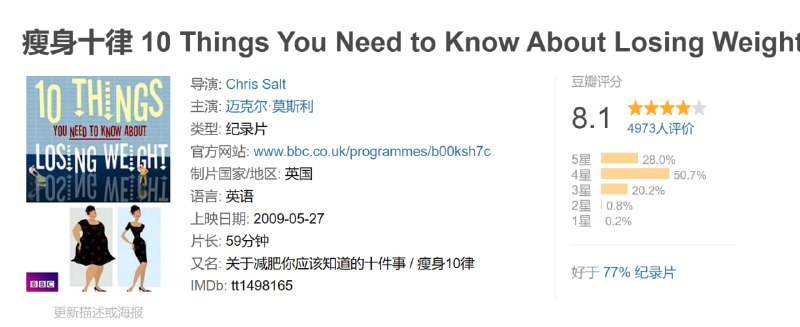 瘦身十律 10 Things You Need to Know About Losing Weight
10 THINGS
YOU NEED TO KNOW ABOUT
LOSING WEIGHT
BBC
更新描述或海报
导演: Chris Salt
主演: 迈克尔·莫斯利
类型: 纪录片
官方网站: www.bbc.co.uk/programmes/b00ksh7c
制片国家/地区: 英国
语言: 英语
上映日期: 2009-05-27
片长: 59分钟
又名: 关于减肥你应该知道的十件事 / 瘦身10律
IMDb: tt1498165
豆瓣评分
8.1
4973人评价
5星 28.0%
4星 50.7%
3星 20.2%
2星 0.8%
1星 0.2%
好于 77% 纪录片